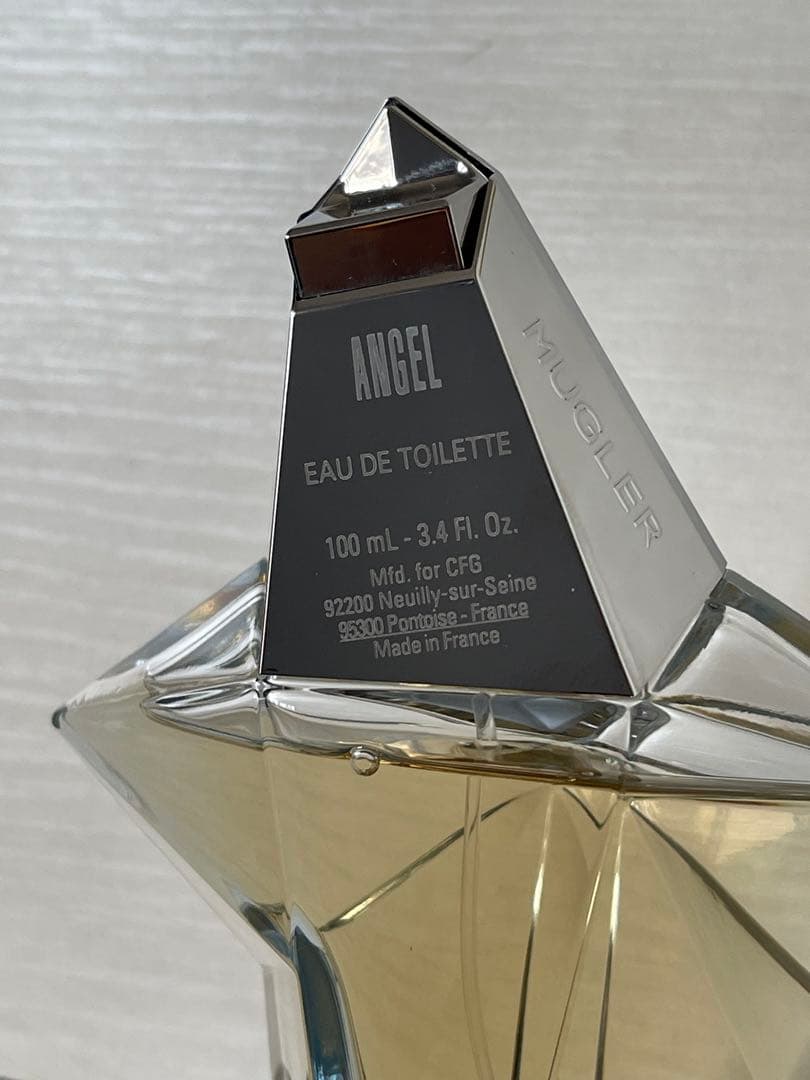 ANGEL
EAU DE TOILETTE
100 mL - 3.4 Fl. Oz.
Mfd. for CFG
92200 Neuilly-sur-Seine
95300 Pontoise - France
Made in France
MUGLER